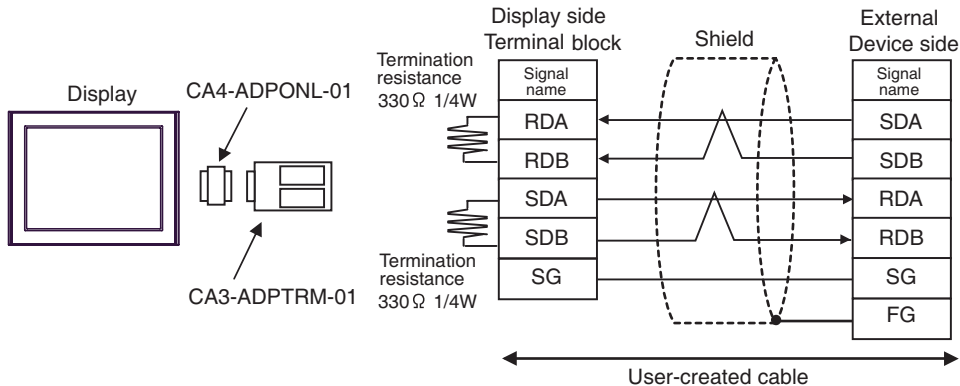 Display
CA4-ADPONL-01
CA3-ADPTRM-01
Display side
Terminal block
Shield
External
Device side
Termination
resistance
330Ω 1/4W
Signal
name
RDA
RDB
SDA
SDB
SG
Termination
resistance
330Ω 1/4W
Signal
name
SDA
SDB
RDA
RDB
SG
FG
User-created cable